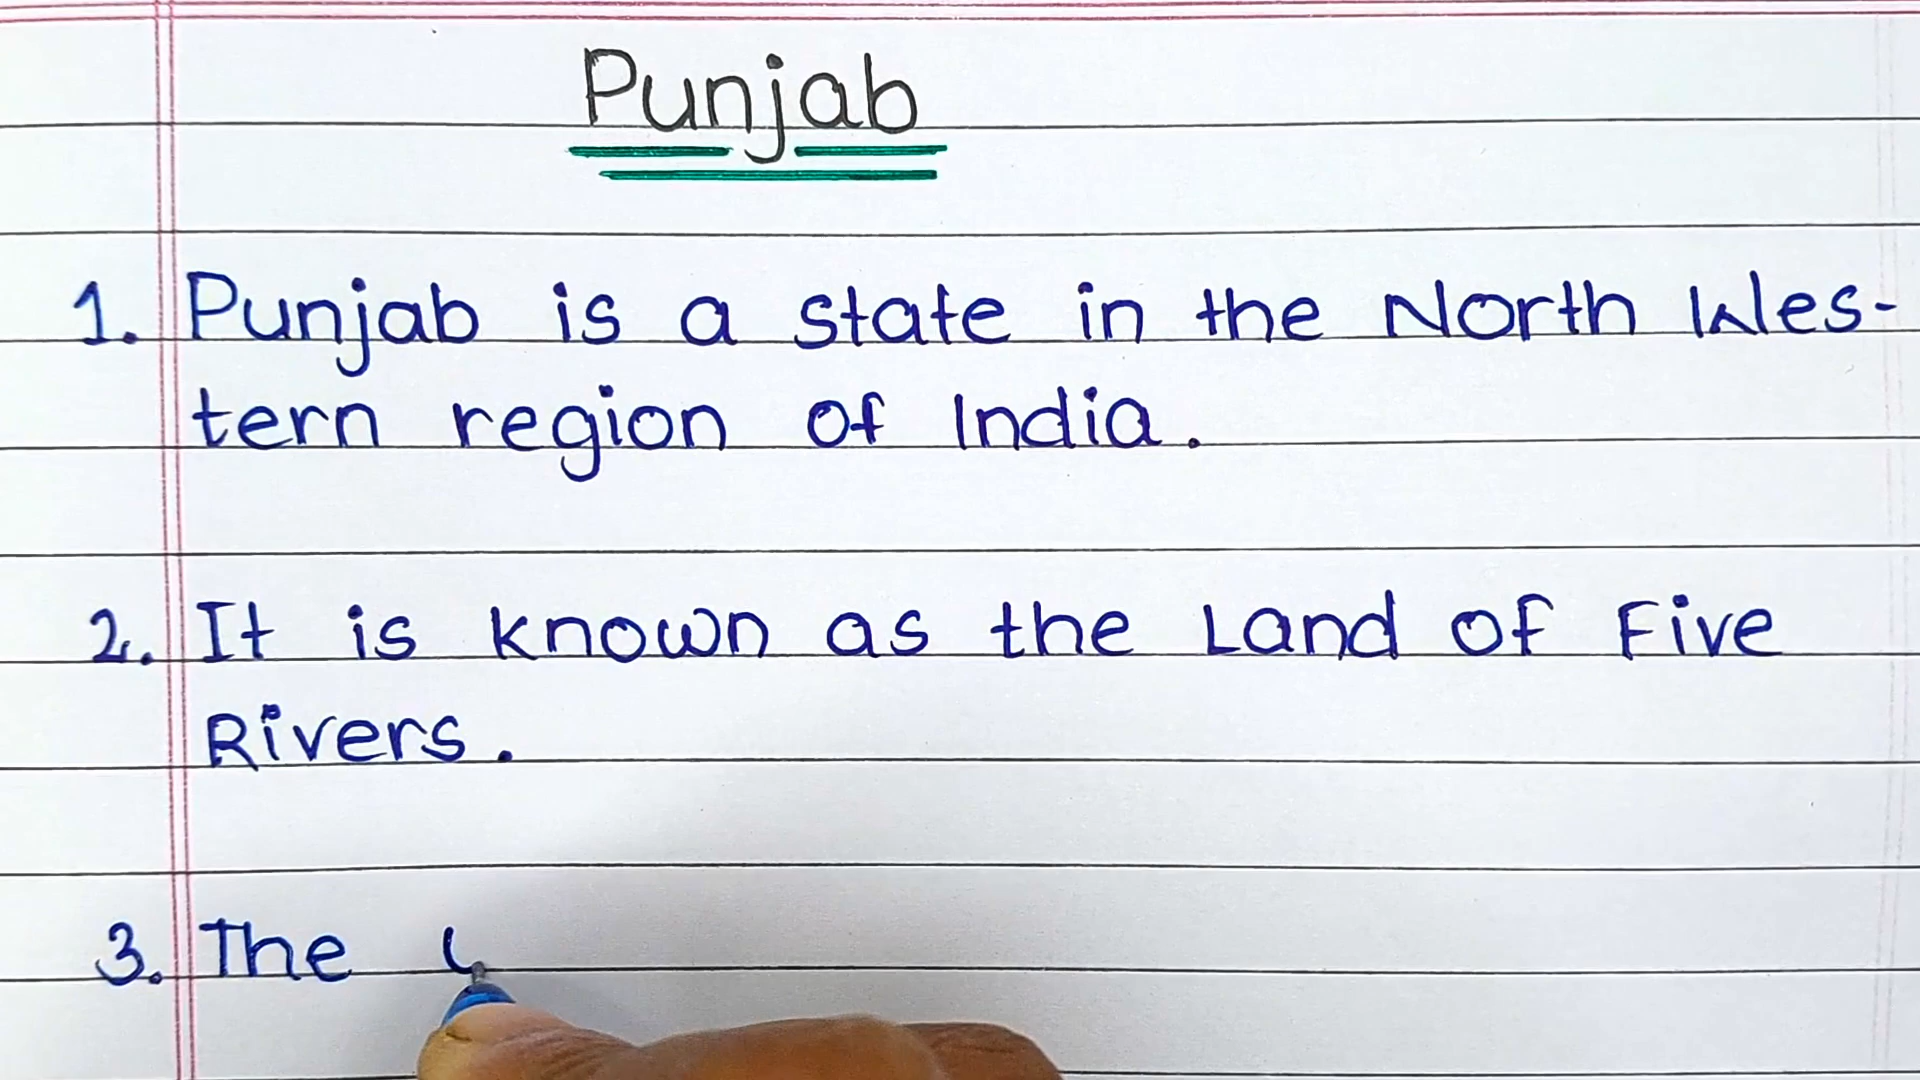 Punjab
1. Punjab is a state in the North Wes-
tern region of India.
2. It is known as the Land of Five
Rivers.
3. The